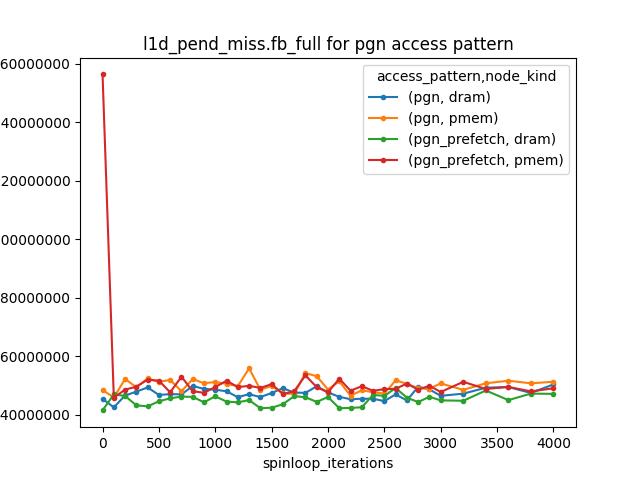 l1d_pend_miss.fb_full for pgn access pattern
60000000
40000000
20000000
00000000
80000000
60000000
40000000
access_pattern,node_kind
(pgn, dram)
(pgn, pmem)
(pgn_prefetch, dram)
(pgn_prefetch, pmem)
0 500 1000 1500 2000 2500 3000 3500 4000
spinloop_iterations